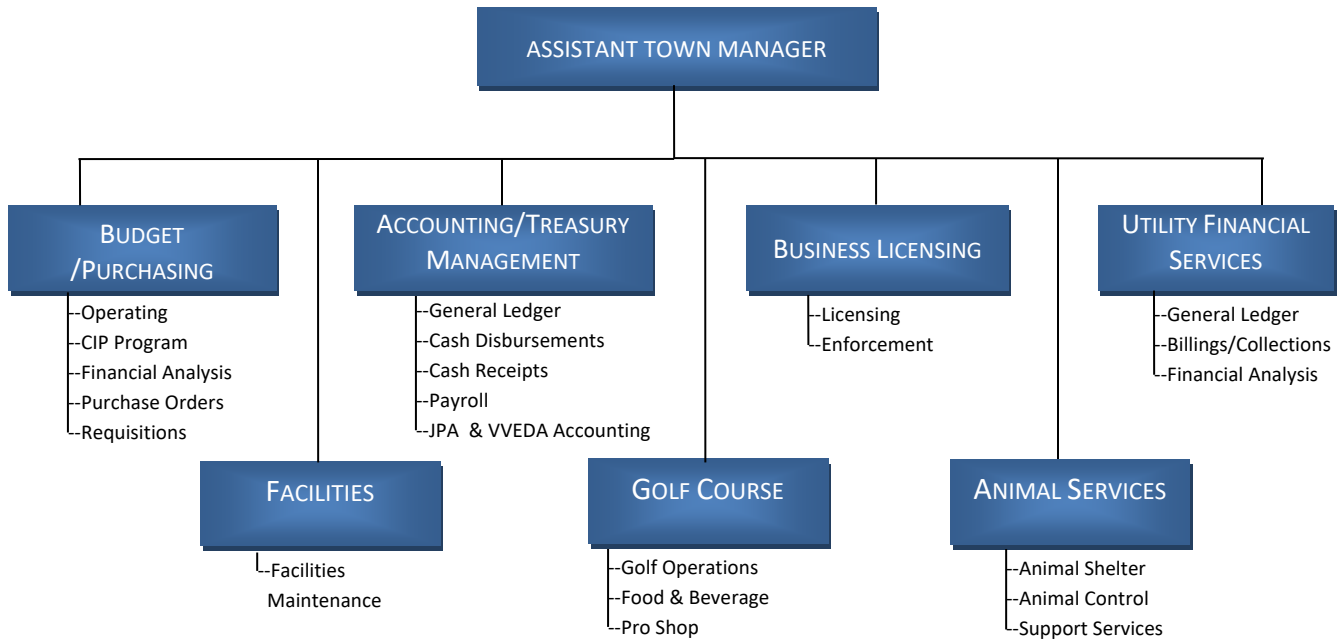 ASSISTANT TOWN MANAGER
BUDGET
/PURCHASING
--Operating
--CIP Program
--Financial Analysis
--Purchase Orders
--Requisitions
ACCOUNTING/TREASURY
MANAGEMENT
--General Ledger
--Cash Disbursements
--Cash Receipts
--Payroll
--JPA & VVEDA Accounting
BUSINESS LICENSING
--Licensing
--Enforcement
UTILITY FINANCIAL
SERVICES
--General Ledger
--Billings/Collections
--Financial Analysis
FACILITIES
--Facilities
Maintenance
GOLF COURSE
--Golf Operations
--Food & Beverage
--Pro Shop
ANIMAL SERVICES
--Animal Shelter
--Animal Control
--Support Services